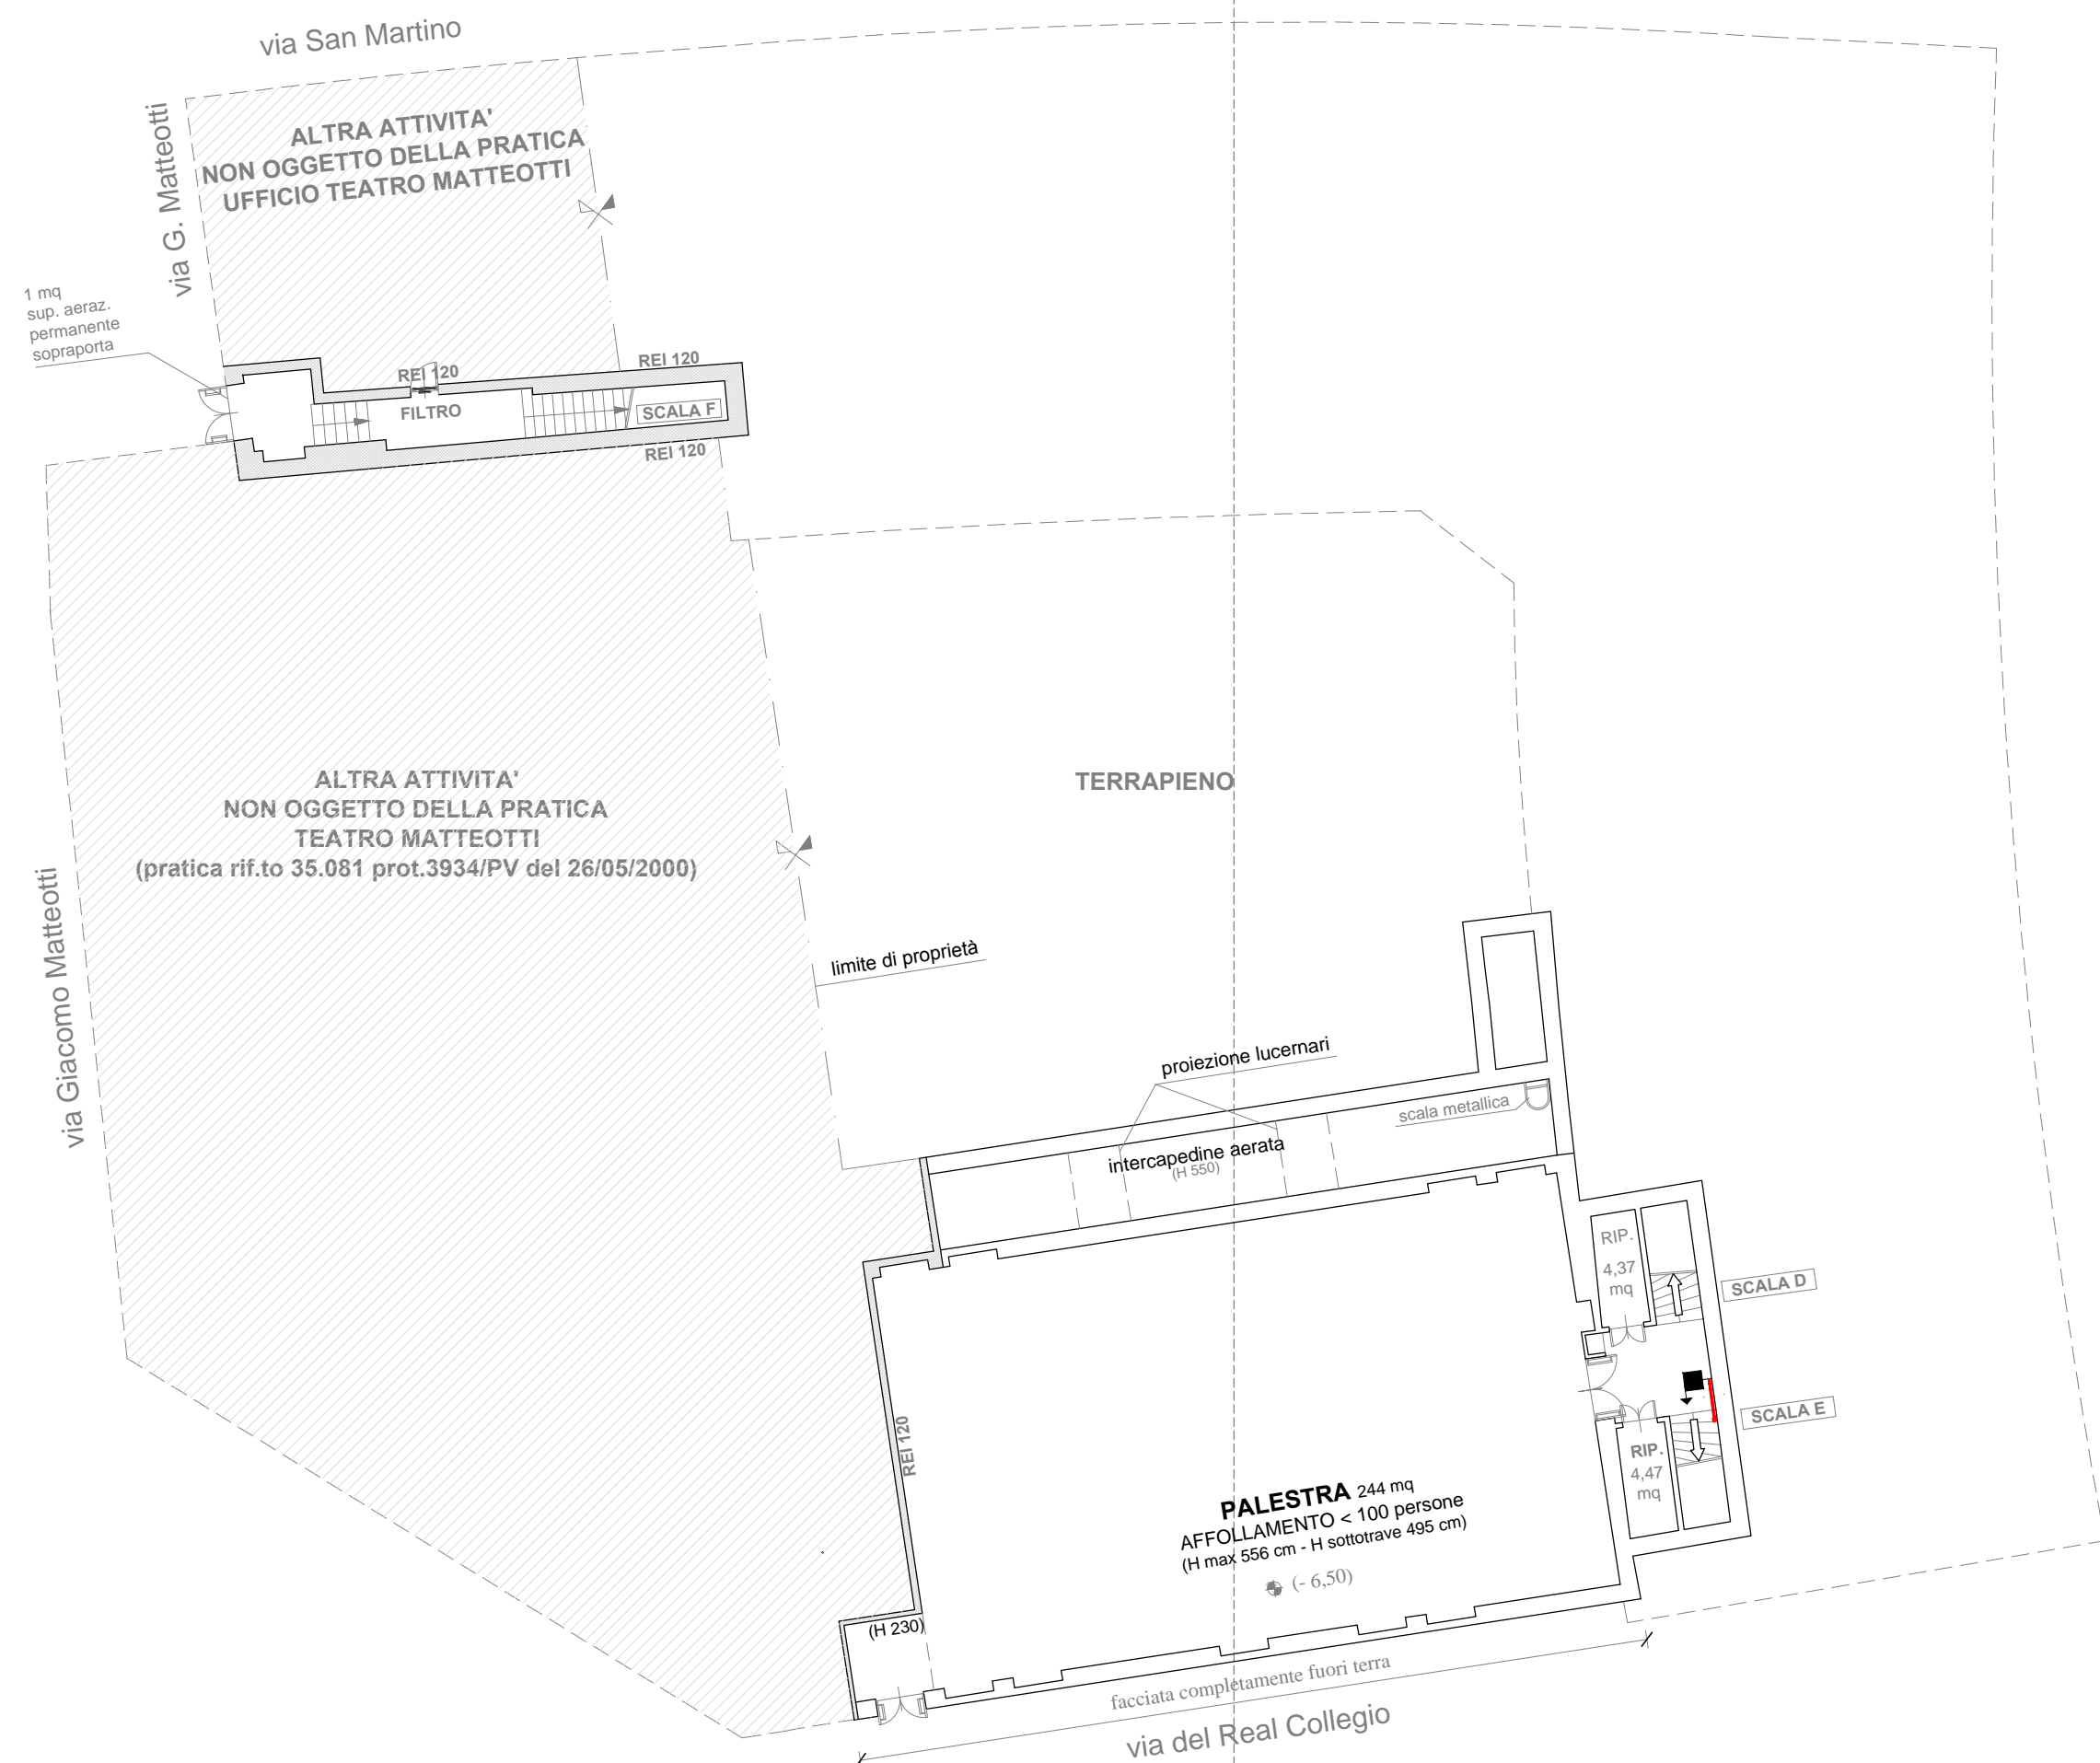 via San Martino
via G. Matteotti
ALTRA ATTIVITA'
NON OGGETTO DELLA PRATICA
UFFICIO TEATRO MATTEOTTI
1 mq
sup. aeraz.
permanente
sopraporta
REI 120
REI 120
FILTRO
SCALA F
REI 120
ALTRA ATTIVITA'
NON OGGETTO DELLA PRATICA
TEATRO MATTEOTTI
(pratica rif.to 35.081 prot.3934/PV del 26/05/2000)
TERRAPIENO
via Giacomo Matteotti
limite di proprietà
proiezione lucernari
scala metallica
intercapedine aerata
(H 550)
RIP.
4,37
mq
SCALA D
SCALA E
RIP.
4,47
mq
REI 120
PALESTRA 244 mq
AFFOLLAMENTO < 100 persone
(H max 556 cm - H sottotrave 495 cm)
(- 6,50)
(H 230)
facciata completamente fuori terra
via del Real Collegio